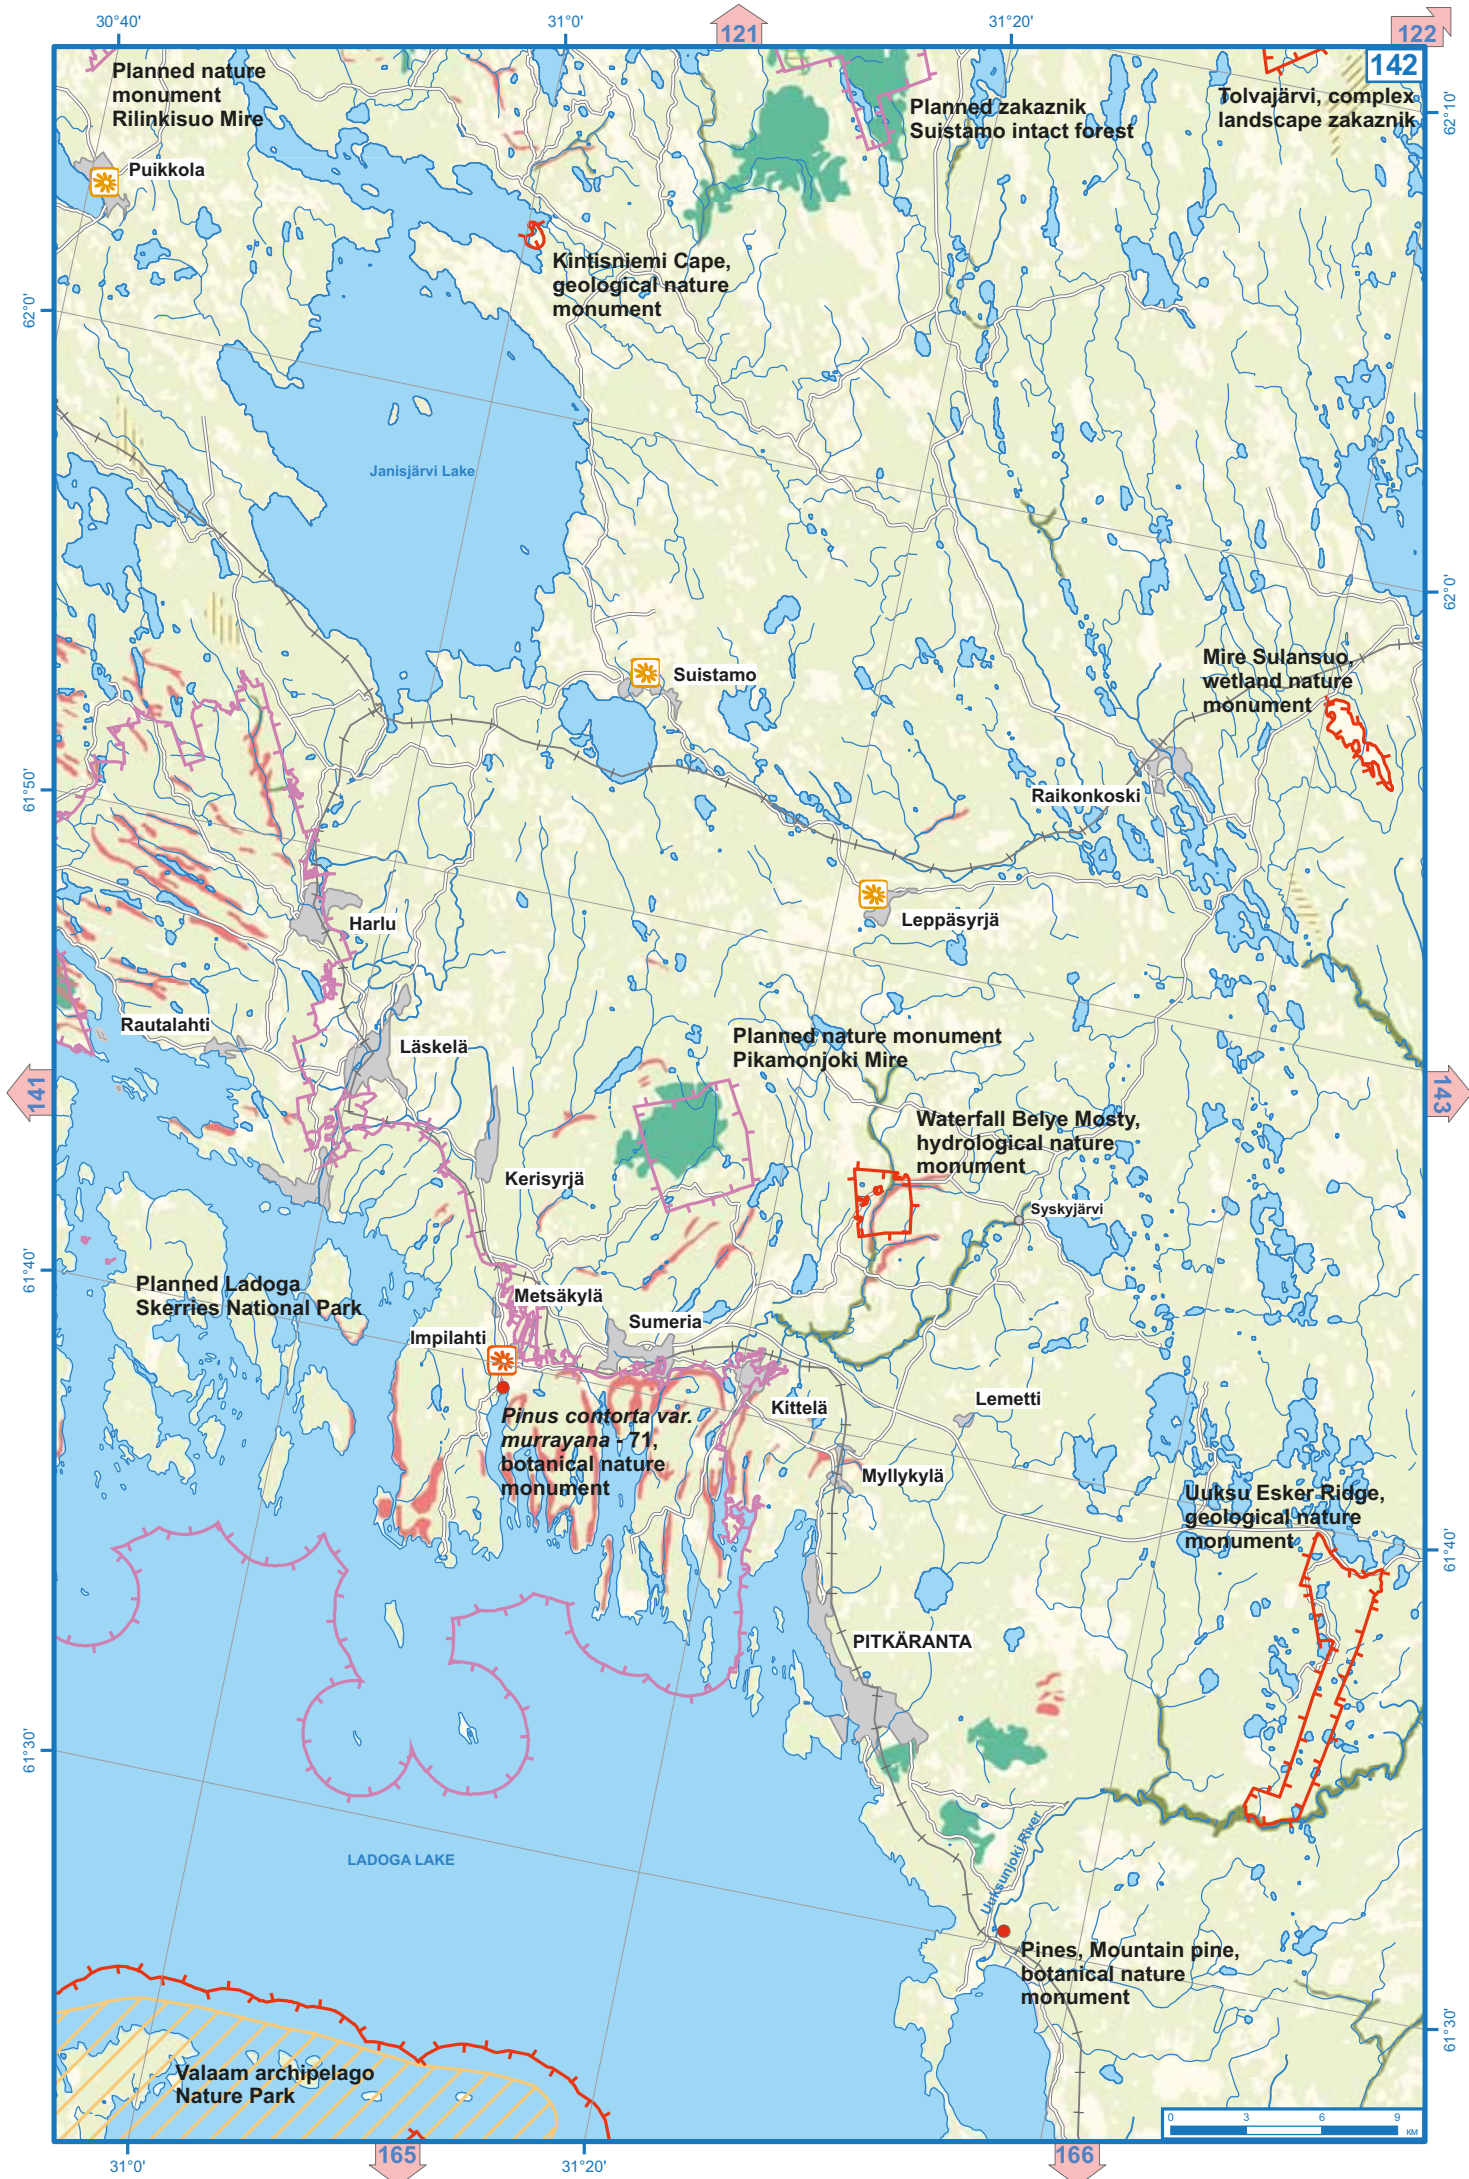 30°40'
31°0'
121
31°20'
122
142
Planned nature
monument
Rilinkisuo Mire
Planned zakaznik
Suistamo intact forest
Tolvajärvi, complex
landscape zakaznik
62°10'
Puikkola
Kintisniemi Cape,
geological nature
monument
62°0'
Janisjärvi Lake
62°0'
Suistamo
Mire Sulansuo,
wetland nature
monument
61°50'
Raikonkoski
Harlu
Leppäsyrjä
Rautalahti
Läskelä
Planned nature monument
Pikamonjoki Mire
141
143
Waterfall Belye Mosty,
hydrological nature
monument
Kerisyrjä
Syskyjärvi
61°40'
Planned Ladoga
Skerries National Park
Metsäkylä
Sumeria
Impilahti
Pinus contorta var.
murrayana - 71,
botanical nature
monument
Kittelä
Lemetti
Myllykylä
Uuksu Esker Ridge,
geological nature
monument
61°40'
PITKÄRANTA
61°30'
LADOGA LAKE
Uuksunjoki River
Pines, Mountain pine,
botanical nature
monument
61°30'
Valaam archipelago
Nature Park
0 3 6 9
КМ
31°0'
165
31°20'
166